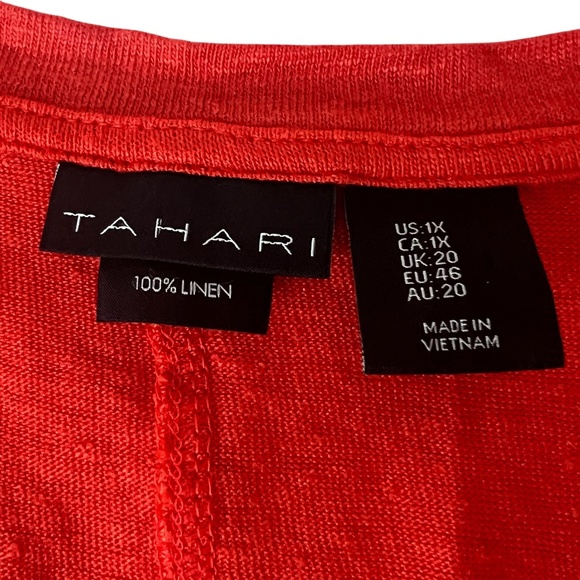 TAHARI
100% LINEN
US:1X
CA:1X
UK:20
EU:46
AU:20
MADE IN
VIETNAM